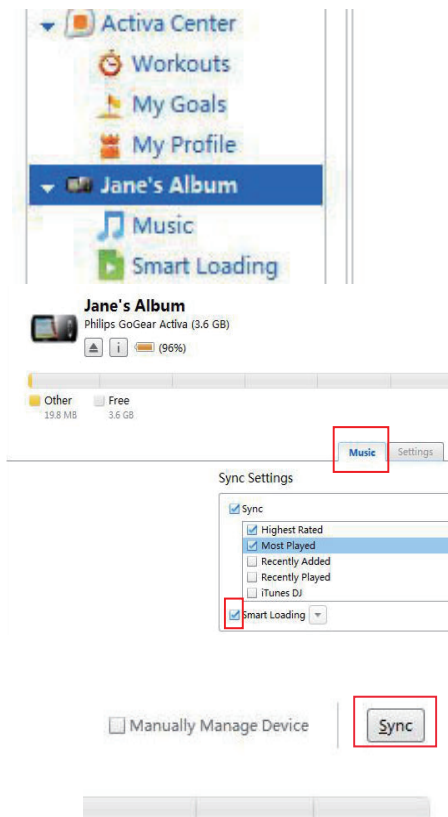 Activa Center
Workouts
My Goals
My Profile
Jane's Album
Music
Smart Loading
Jane's Album
Philips GoGear Activa (3.6 GB)
i (96%)
Other Free
19.8 MB 3.6 GB
Music Settings
Sync Settings
Sync
Highest Rated
Most Played
Recently Added
Recently Played
iTunes DJ
Smart Loading
Manually Manage Device Sync